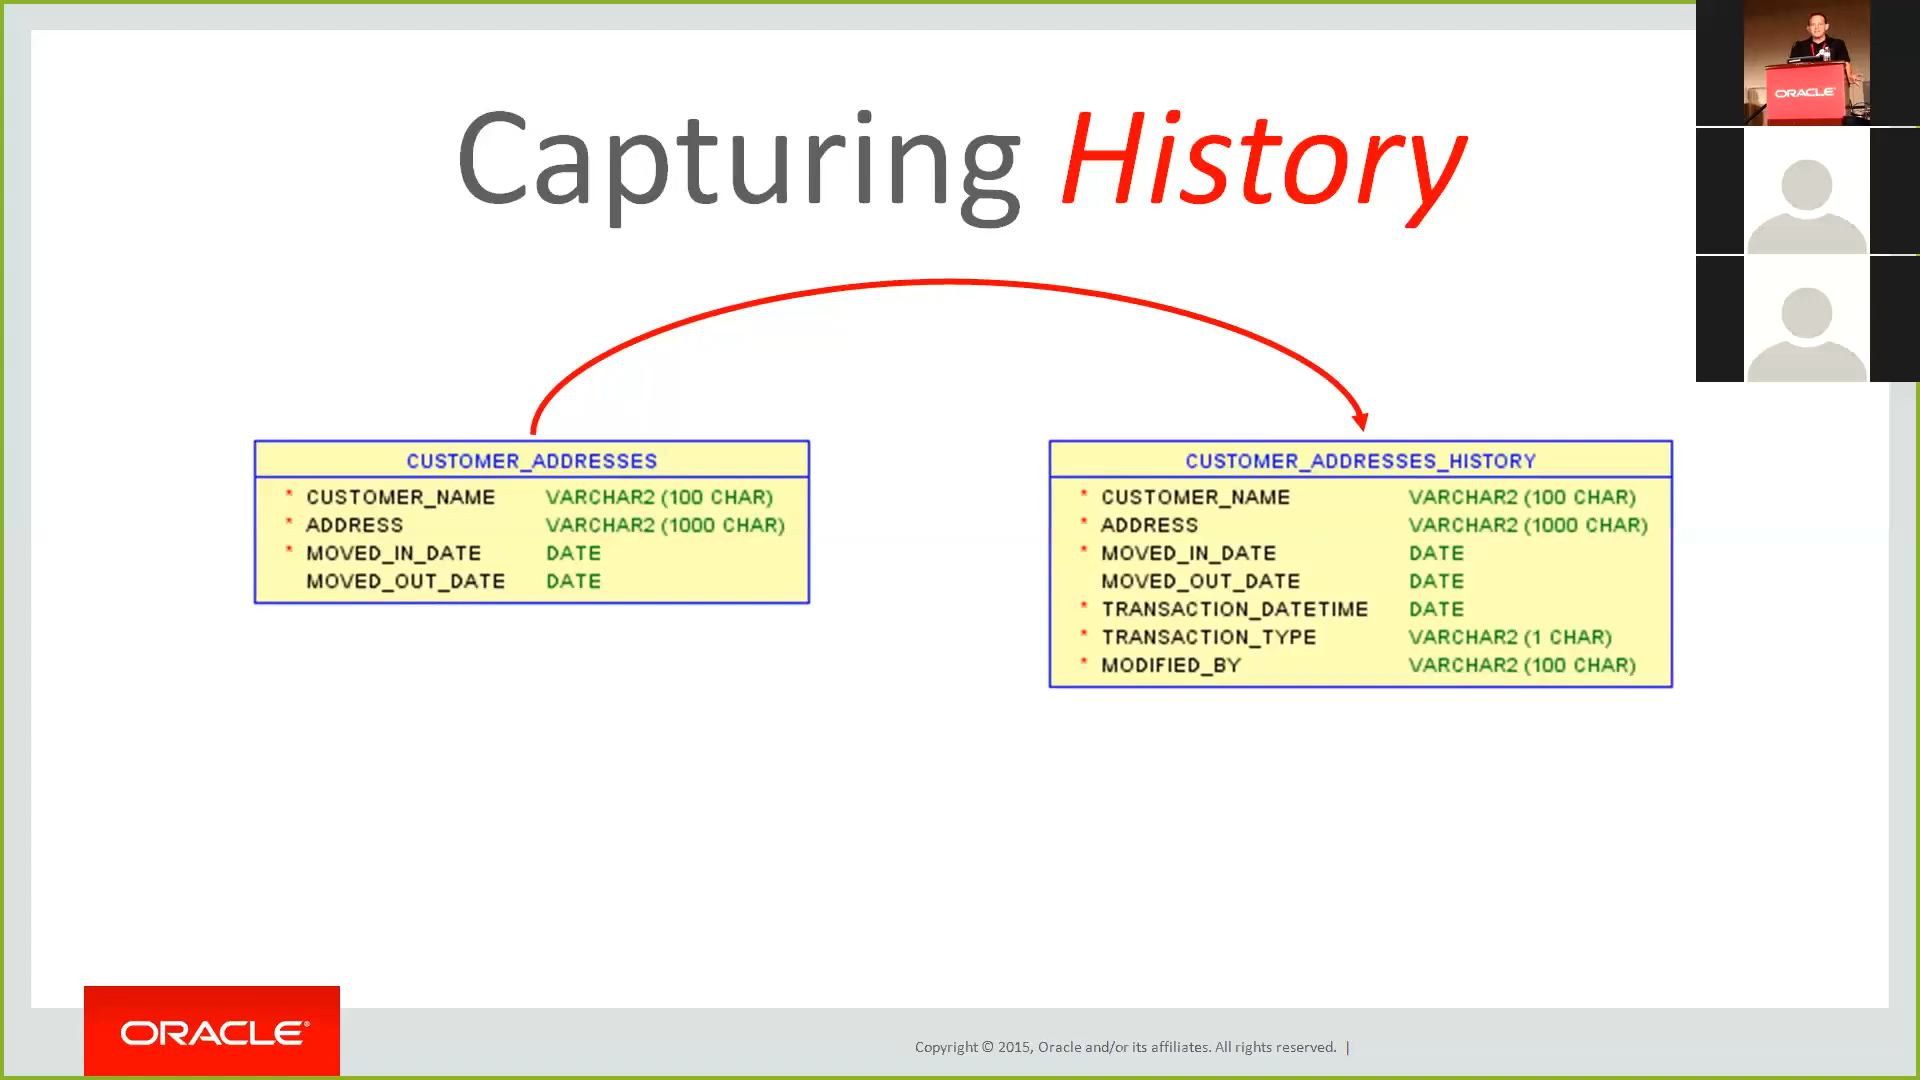 Capturing History
ORACLE
CUSTOMER_ADDRESSES
* CUSTOMER_NAME VARCHAR2 (100 CHAR)
* ADDRESS VARCHAR2 (1000 CHAR)
* MOVED_IN_DATE DATE
MOVED_OUT_DATE DATE
CUSTOMER_ADDRESSES_HISTORY
* CUSTOMER_NAME VARCHAR2 (100 CHAR)
* ADDRESS VARCHAR2 (1000 CHAR)
* MOVED_IN_DATE DATE
MOVED_OUT_DATE DATE
* TRANSACTION_DATETIME DATE
* TRANSACTION_TYPE VARCHAR2 (1 CHAR)
* MODIFIED_BY VARCHAR2 (100 CHAR)
ORACLE®
Copyright © 2015, Oracle and/or its affiliates. All rights reserved. |